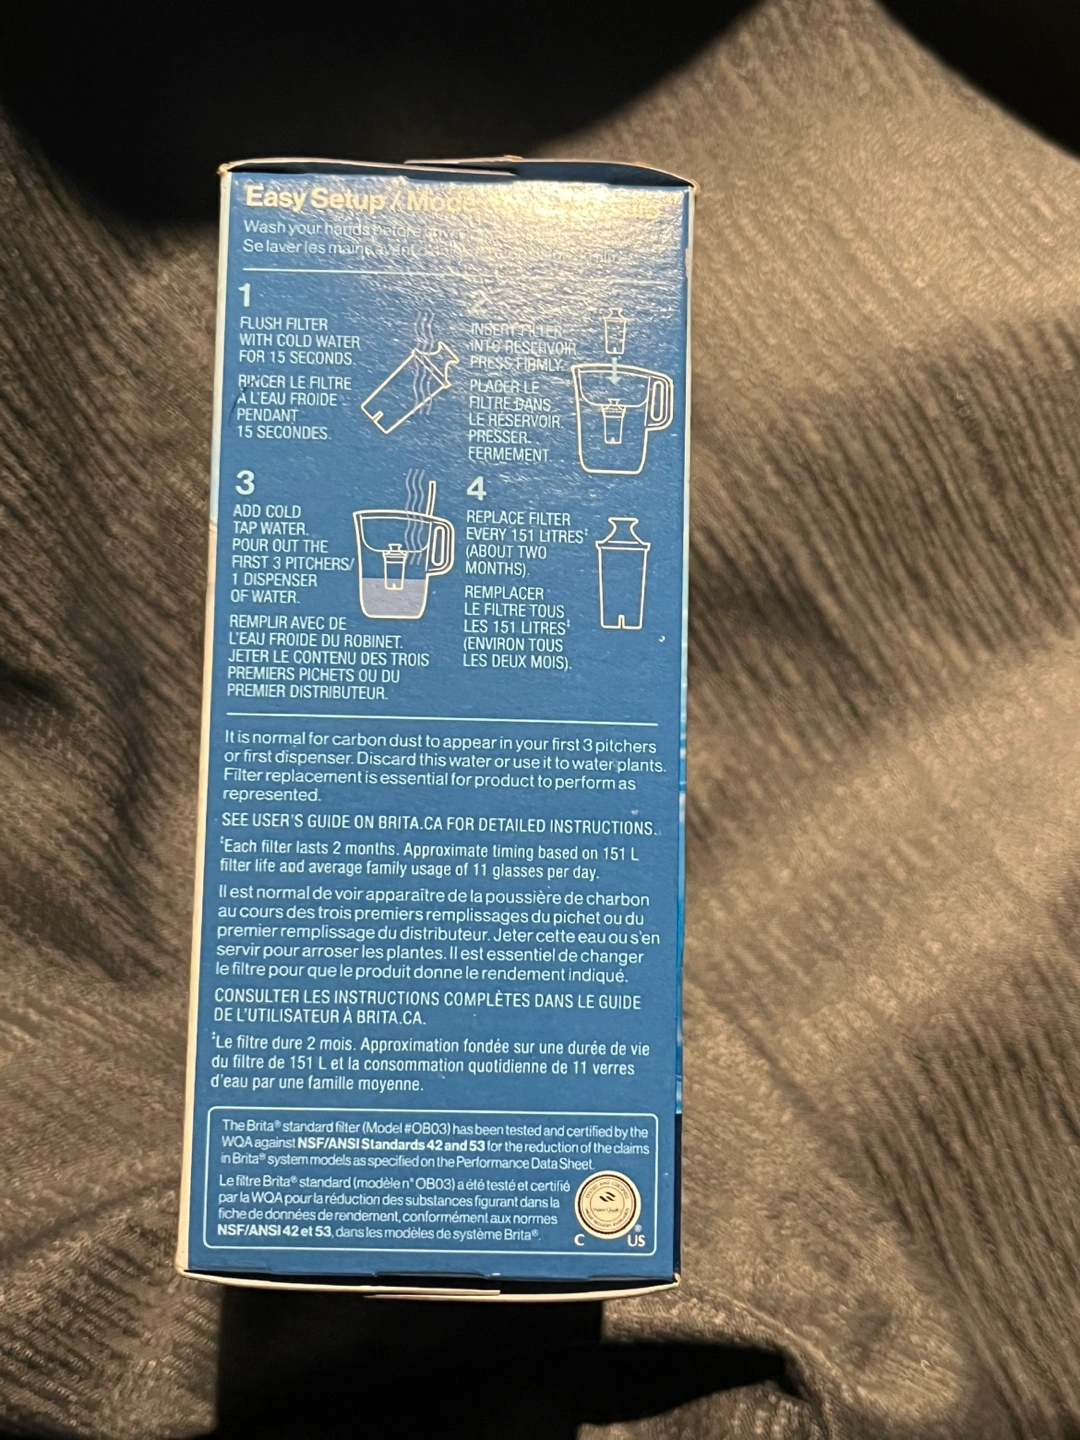 Easy Setup / Mode
Wash your hands before
Se laver les mains avant
1
FLUSH FILTER
WITH COLD WATER
FOR 15 SECONDS.
RINCER LE FILTRE
À L'EAU FROIDE
PENDANT
15 SECONDES.
2
INSERT FILTER
INTO RESERVOIR.
PRESS FIRMLY.
PLACER LE
FILTRE DANS
LE RÉSERVOIR.
PRESSER
FERMEMENT.
3
ADD COLD
TAP WATER.
POUR OUT THE
FIRST 3 PITCHERS/
1 DISPENSER
OF WATER.
REMPLIR AVEC DE
L'EAU FROIDE DU ROBINET.
JETER LE CONTENU DES TROIS
PREMIERS PICHETS OU DU
PREMIER DISTRIBUTEUR.
4
REPLACE FILTER
EVERY 151 LITRES‡
(ABOUT TWO
MONTHS).
REMPLACER
LE FILTRE TOUS
LES 151 LITRES‡
(ENVIRON TOUS
LES DEUX MOIS).
It is normal for carbon dust to appear in your first 3 pitchers
or first dispenser. Discard this water or use it to water plants.
Filter replacement is essential for product to perform as
represented.
SEE USER'S GUIDE ON BRITA.CA FOR DETAILED INSTRUCTIONS.
‡Each filter lasts 2 months. Approximate timing based on 151 L
filter life and average family usage of 11 glasses per day.
Il est normal de voir apparaître de la poussière de charbon
au cours des trois premiers remplissages du pichet ou du
premier remplissage du distributeur. Jeter cette eau ou s'en
servir pour arroser les plantes. Il est essentiel de changer
le filtre pour que le produit donne le rendement indiqué.
CONSULTER LES INSTRUCTIONS COMPLÈTES DANS LE GUIDE
DE L'UTILISATEUR À BRITA.CA.
‡Le filtre dure 2 mois. Approximation fondée sur une durée de vie
du filtre de 151 L et la consommation quotidienne de 11 verres
d'eau par une famille moyenne.
The Brita® standard filter (Model #OB03) has been tested and certified by the
WQA against NSF/ANSI Standards 42 and 53 for the reduction of the claims
in Brita® system models as specified on the Performance Data Sheet.
Le filtre Brita® standard (modèle n° OB03) a été testé et certifié
par la WQA pour la réduction des substances figurant dans la
fiche de données de rendement, conformément aux normes
NSF/ANSI 42 et 53, dans les modèles de système Brita®.
C US ®